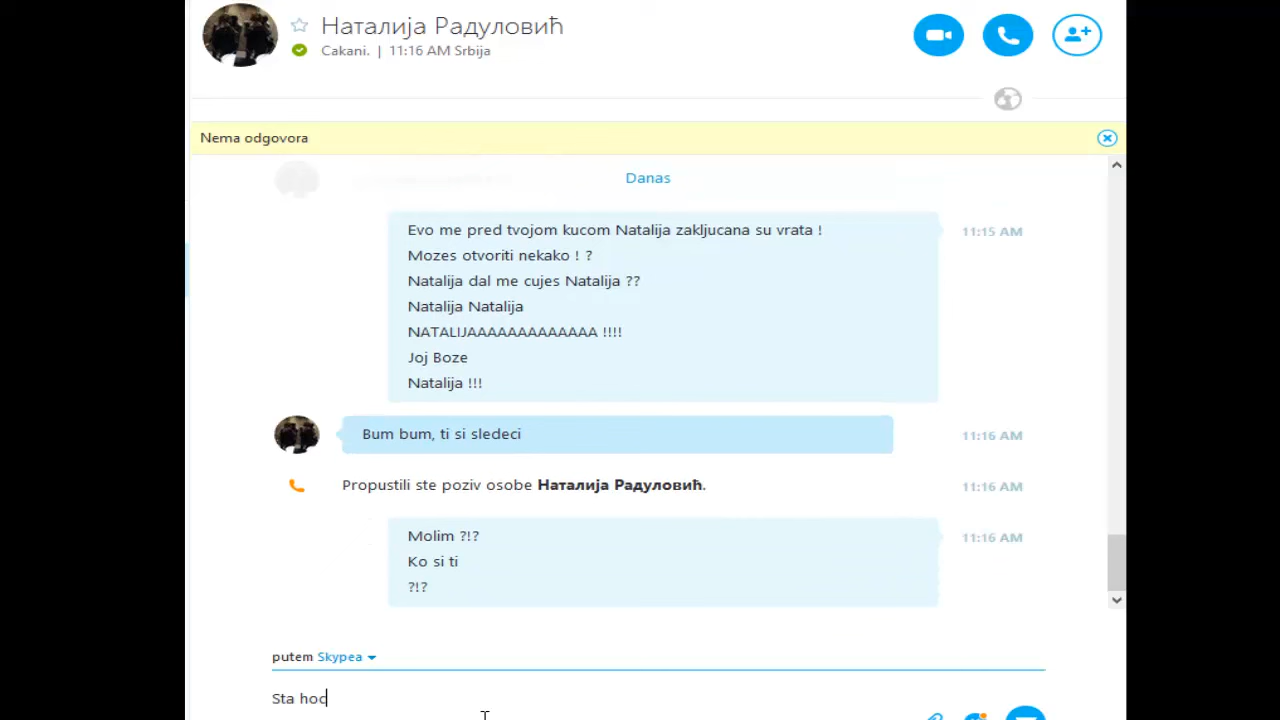 Наталија Радуловић
Cakani. | 11:16 AM Srbija
Nema odgovora
Danas
Evo me pred tvojom kucom Natalija zakljucana su vrata ! 11:15 AM
Mozes otvoriti nekako ! ?
Natalija dal me cujes Natalija ??
Natalija Natalija
NATALIJAAAAAAAAAAAAA !!!!
Joj Boze
Natalija !!!
Bum bum, ti si sledeci 11:16 AM
Propustili ste poziv osobe Наталија Радуловић. 11:16 AM
Molim ?!? 11:16 AM
Ko si ti
?!?
putem Skypea
Sta hoc